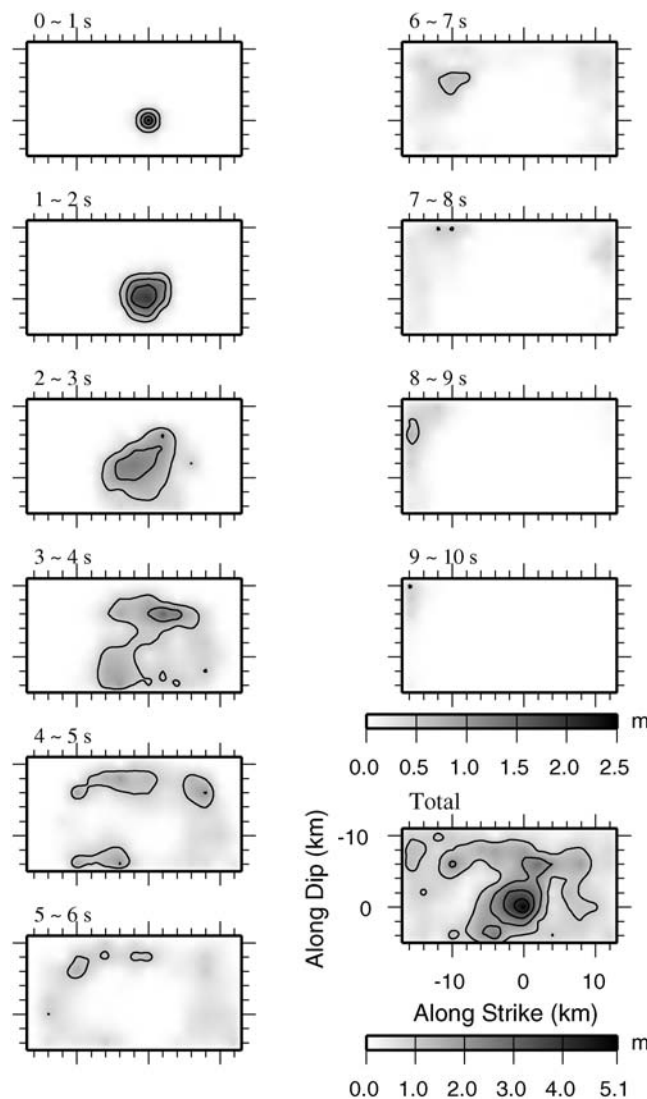 0 ~ 1 s
1 ~ 2 s
2 ~ 3 s
3 ~ 4 s
4 ~ 5 s
5 ~ 6 s
6 ~ 7 s
7 ~ 8 s
8 ~ 9 s
9 ~ 10 s
m
0.0 0.5 1.0 1.5 2.0 2.5
Total
Along Dip (km)
-10
0
-10 0 10
Along Strike (km)
m
0.0 1.0 2.0 3.0 4.0 5.1